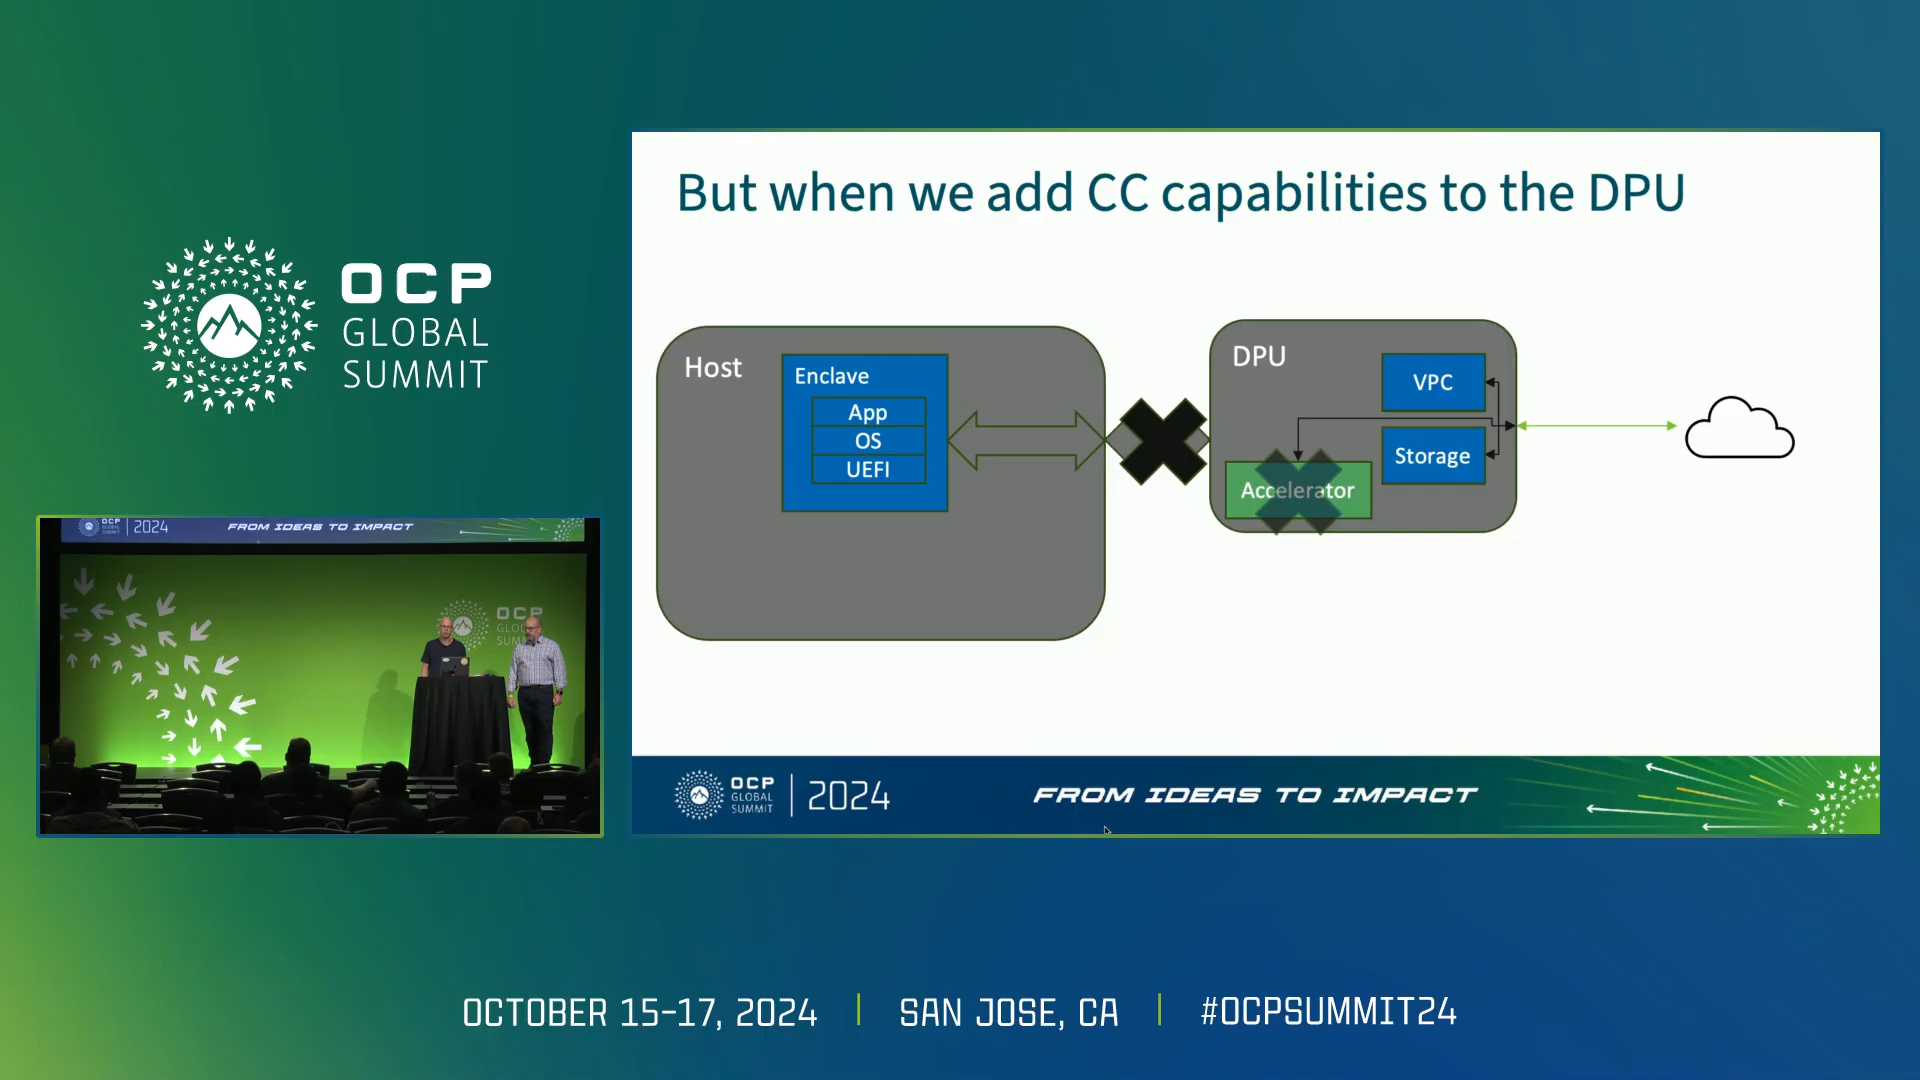 OCP
GLOBAL
SUMMIT
But when we add CC capabilities to the DPU
Host
Enclave
App
OS
UEFI
DPU
VPC
Storage
Accelerator
OCP
GLOBAL
SUMMIT
2024
FROM IDEAS TO IMPACT
OCP
2024
FROM IDEAS TO IMPACT
OCP
OCTOBER 15-17, 2024
SAN JOSE, CA
#OCPSUMMIT24